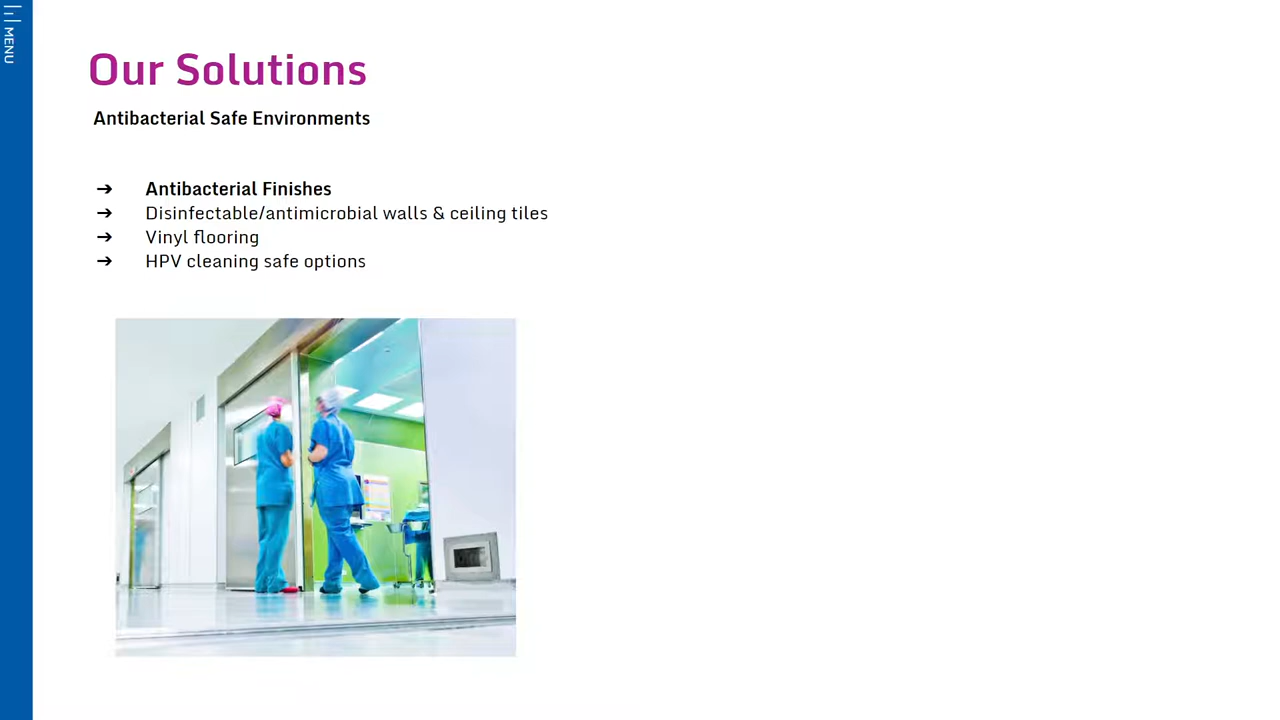 MENU
Our Solutions
Antibacterial Safe Environments
➔ Antibacterial Finishes
➔ Disinfectable/antimicrobial walls & ceiling tiles
➔ Vinyl flooring
➔ HPV cleaning safe options